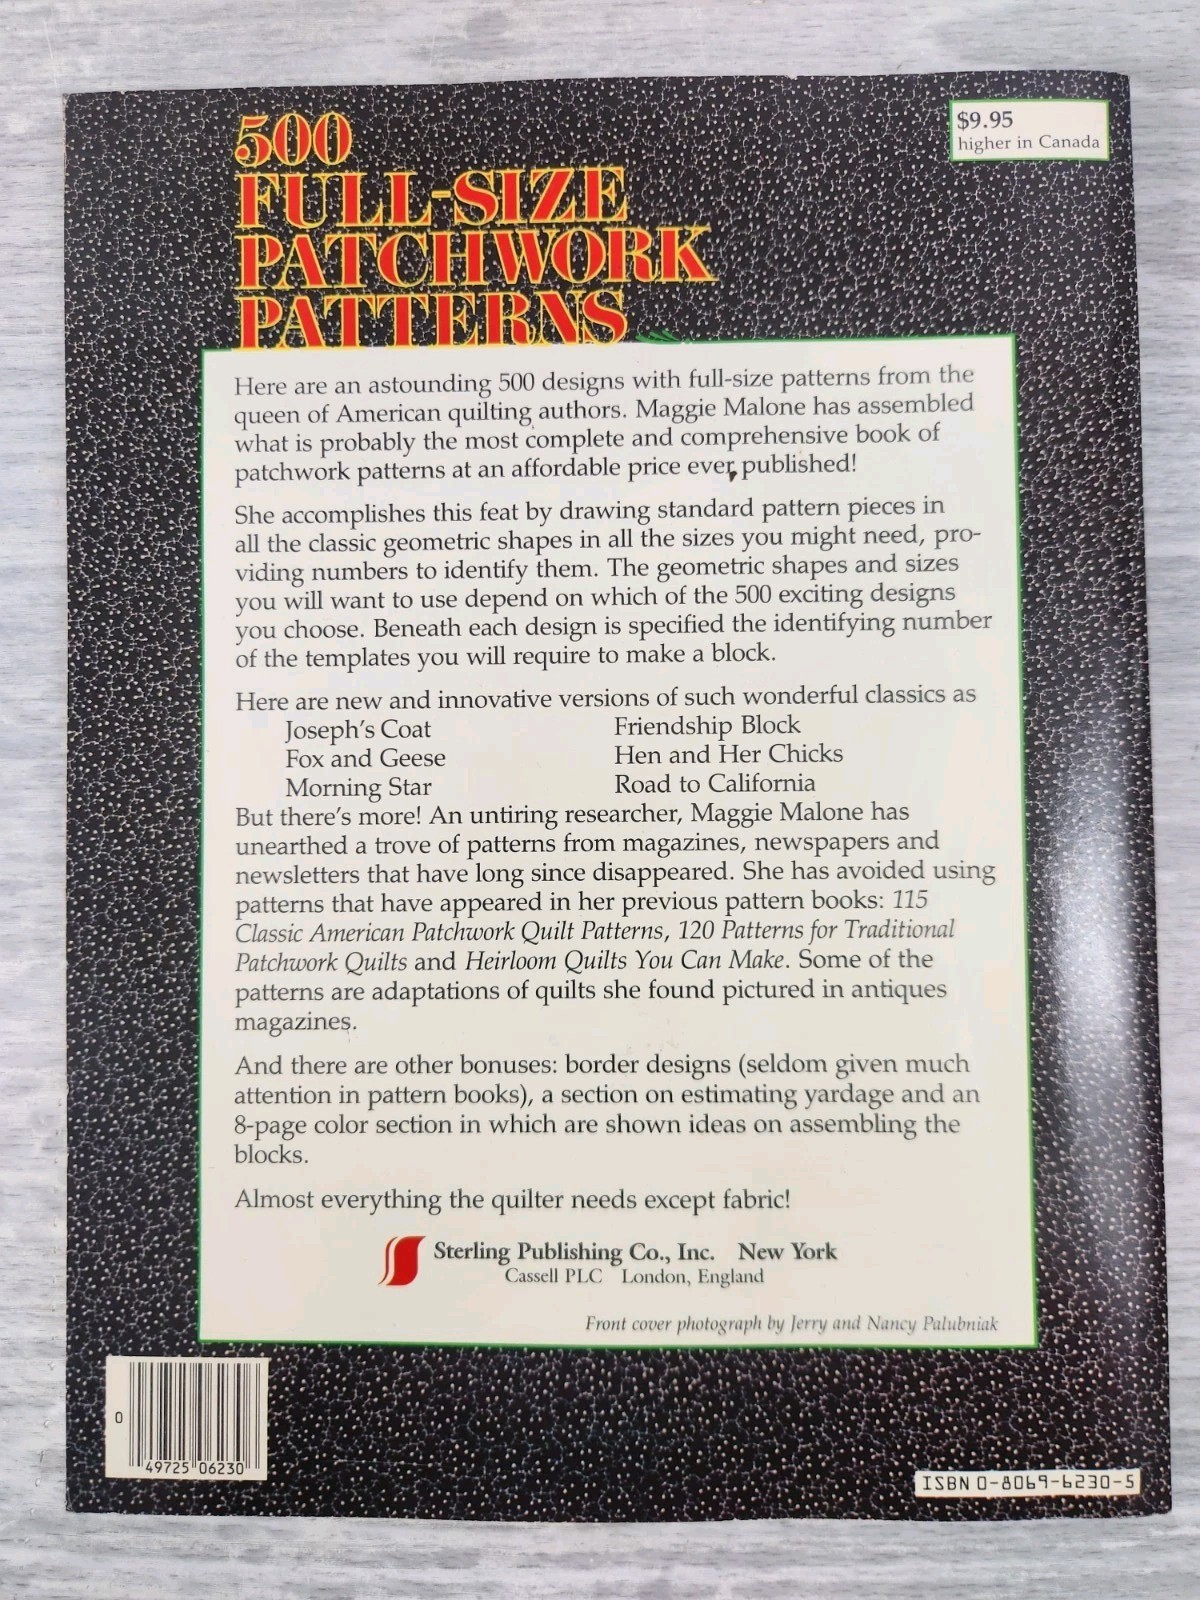 500
FULL-SIZE
PATCHWORK
PATTERNS
$9.95
higher in Canada
Here are an astounding 500 designs with full-size patterns from the
queen of American quilting authors. Maggie Malone has assembled
what is probably the most complete and comprehensive book of
patchwork patterns at an affordable price ever published!
She accomplishes this feat by drawing standard pattern pieces in
all the classic geometric shapes in all the sizes you might need, pro-
viding numbers to identify them. The geometric shapes and sizes
you will want to use depend on which of the 500 exciting designs
you choose. Beneath each design is specified the identifying number
of the templates you will require to make a block.
Here are new and innovative versions of such wonderful classics as
Joseph's Coat Friendship Block
Fox and Geese Hen and Her Chicks
Morning Star Road to California
But there's more! An untiring researcher, Maggie Malone has
unearthed a trove of patterns from magazines, newspapers and
newsletters that have long since disappeared. She has avoided using
patterns that have appeared in her previous pattern books: 115
Classic American Patchwork Quilt Patterns, 120 Patterns for Traditional
Patchwork Quilts and Heirloom Quilts You Can Make. Some of the
patterns are adaptations of quilts she found pictured in antiques
magazines.
And there are other bonuses: border designs (seldom given much
attention in pattern books), a section on estimating yardage and an
8-page color section in which are shown ideas on assembling the
blocks.
Almost everything the quilter needs except fabric!
Sterling Publishing Co., Inc. New York
Cassell PLC London, England
Front cover photograph by Jerry and Nancy Palubniak
0
49725 06230
ISBN 0-8069-6230-5